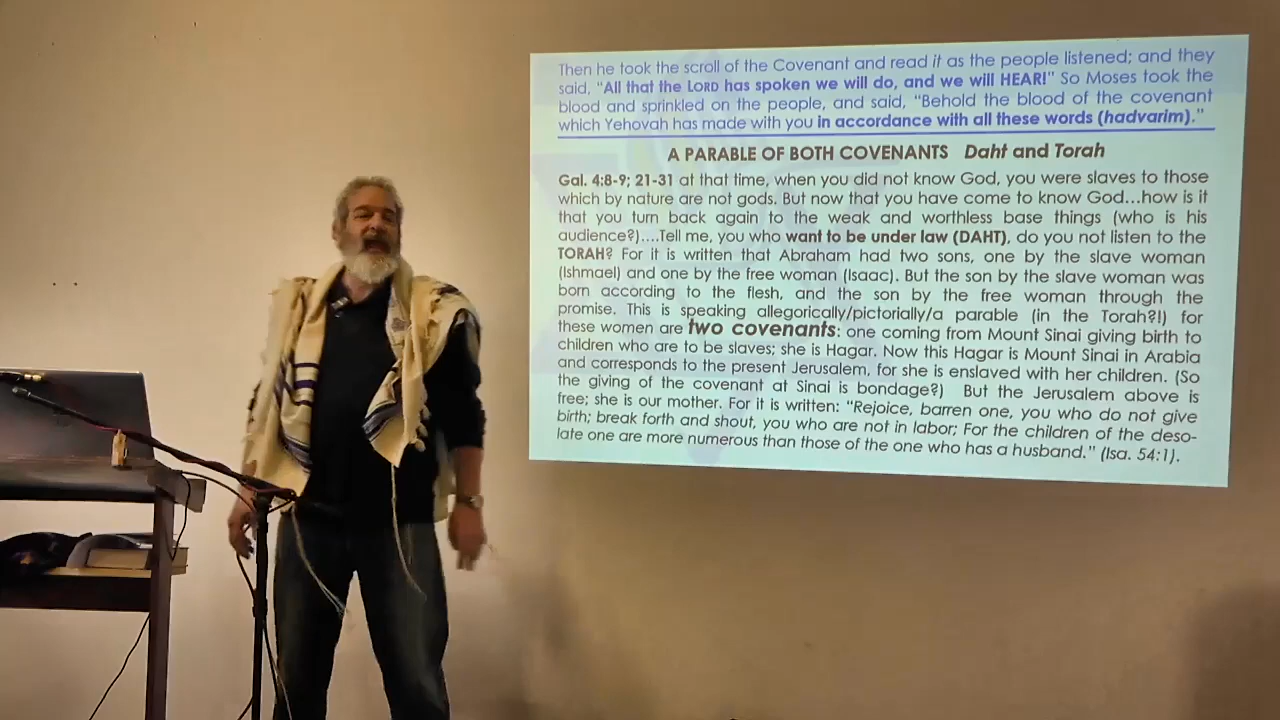 Then he took the scroll of the Covenant and read it as the people listened; and they
said, "All that the LORD has spoken we will do, and we will HEAR!" So Moses took the
blood and sprinkled on the people, and said, "Behold the blood of the covenant
which Yehovah has made with you in accordance with all these words (hadvarim)."
A PARABLE OF BOTH COVENANTS Daht and Torah
Gal. 4:8-9; 21-31 at that time, when you did not know God, you were slaves to those
which by nature are not gods. But now that you have come to know God...how is it
that you turn back again to the weak and worthless base things (who is his
audience?)....Tell me, you who want to be under law (DAHT), do you not listen to the
TORAH? For it is written that Abraham had two sons, one by the slave woman
(Ishmael) and one by the free woman (Isaac). But the son by the slave woman was
born according to the flesh, and the son by the free woman through the
promise. This is speaking allegorically/pictorially/a parable (in the Torah?!) for
these women are two covenants: one coming from Mount Sinai giving birth to
children who are to be slaves; she is Hagar. Now this Hagar is Mount Sinai in Arabia
and corresponds to the present Jerusalem, for she is enslaved with her children. (So
the giving of the covenant at Sinai is bondage?) But the Jerusalem above is
free; she is our mother. For it is written: "Rejoice, barren one, you who do not give
birth; break forth and shout, you who are not in labor; For the children of the deso-
late one are more numerous than those of the one who has a husband." (Isa. 54:1).